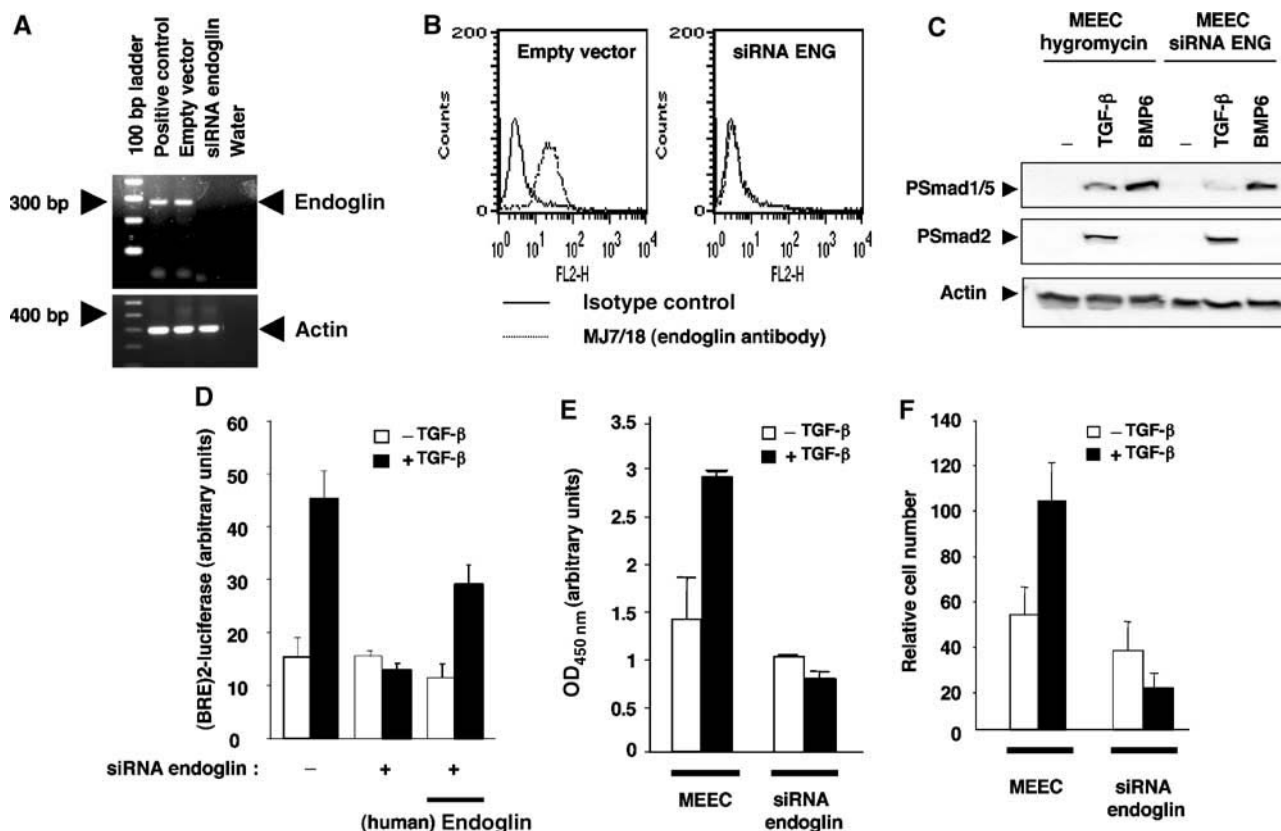 A
100 bp ladder
Positive control
Empty vector
siRNA endoglin
Water
300 bp
Endoglin
400 bp
Actin
B
200
Counts
0
Empty vector
10^0 10^1 10^2 10^3 10^4
FL2-H
200
Counts
0
siRNA ENG
10^0 10^1 10^2 10^3 10^4
FL2-H
Isotype control
MJ7/18 (endoglin antibody)
C
MEEC
hygromycin
MEEC
siRNA ENG
– TGF-β BMP6 – TGF-β BMP6
PSmad1/5
PSmad2
Actin
D
(BRE)2-luciferase (arbitrary units)
60
50
40
30
20
10
0
– TGF-β
+ TGF-β
siRNA endoglin : – + +
(human) Endoglin
E
OD450 nm (arbitrary units)
3.5
3
2.5
2
1.5
1
0.5
0
– TGF-β
+ TGF-β
MEEC
siRNA
endoglin
F
Relative cell number
140
120
100
80
60
40
20
0
– TGF-β
+ TGF-β
MEEC
siRNA
endoglin